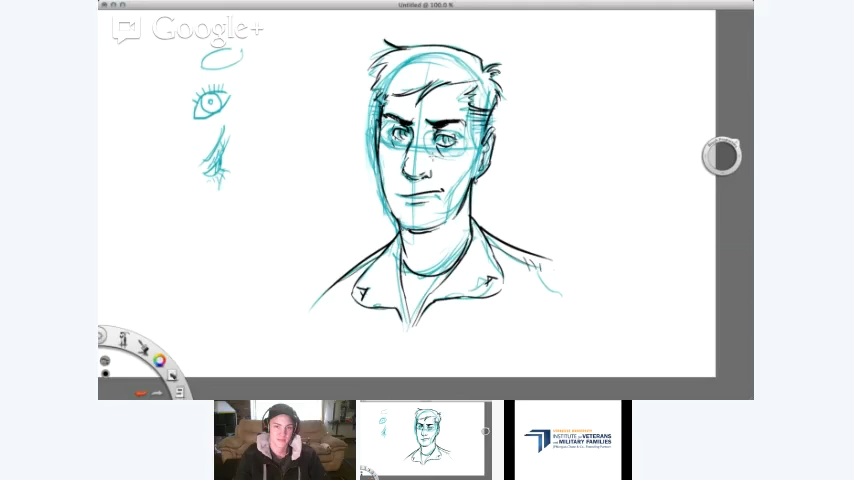 Untitled @ 100.0 %
Google+
INSTITUTE for VETERANS
and MILITARY FAMILIES